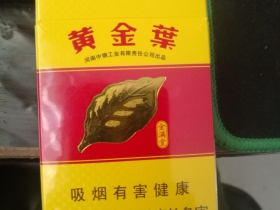 黄金葉
河南中烟工业有限责任公司出品
金满堂
吸烟有害健康